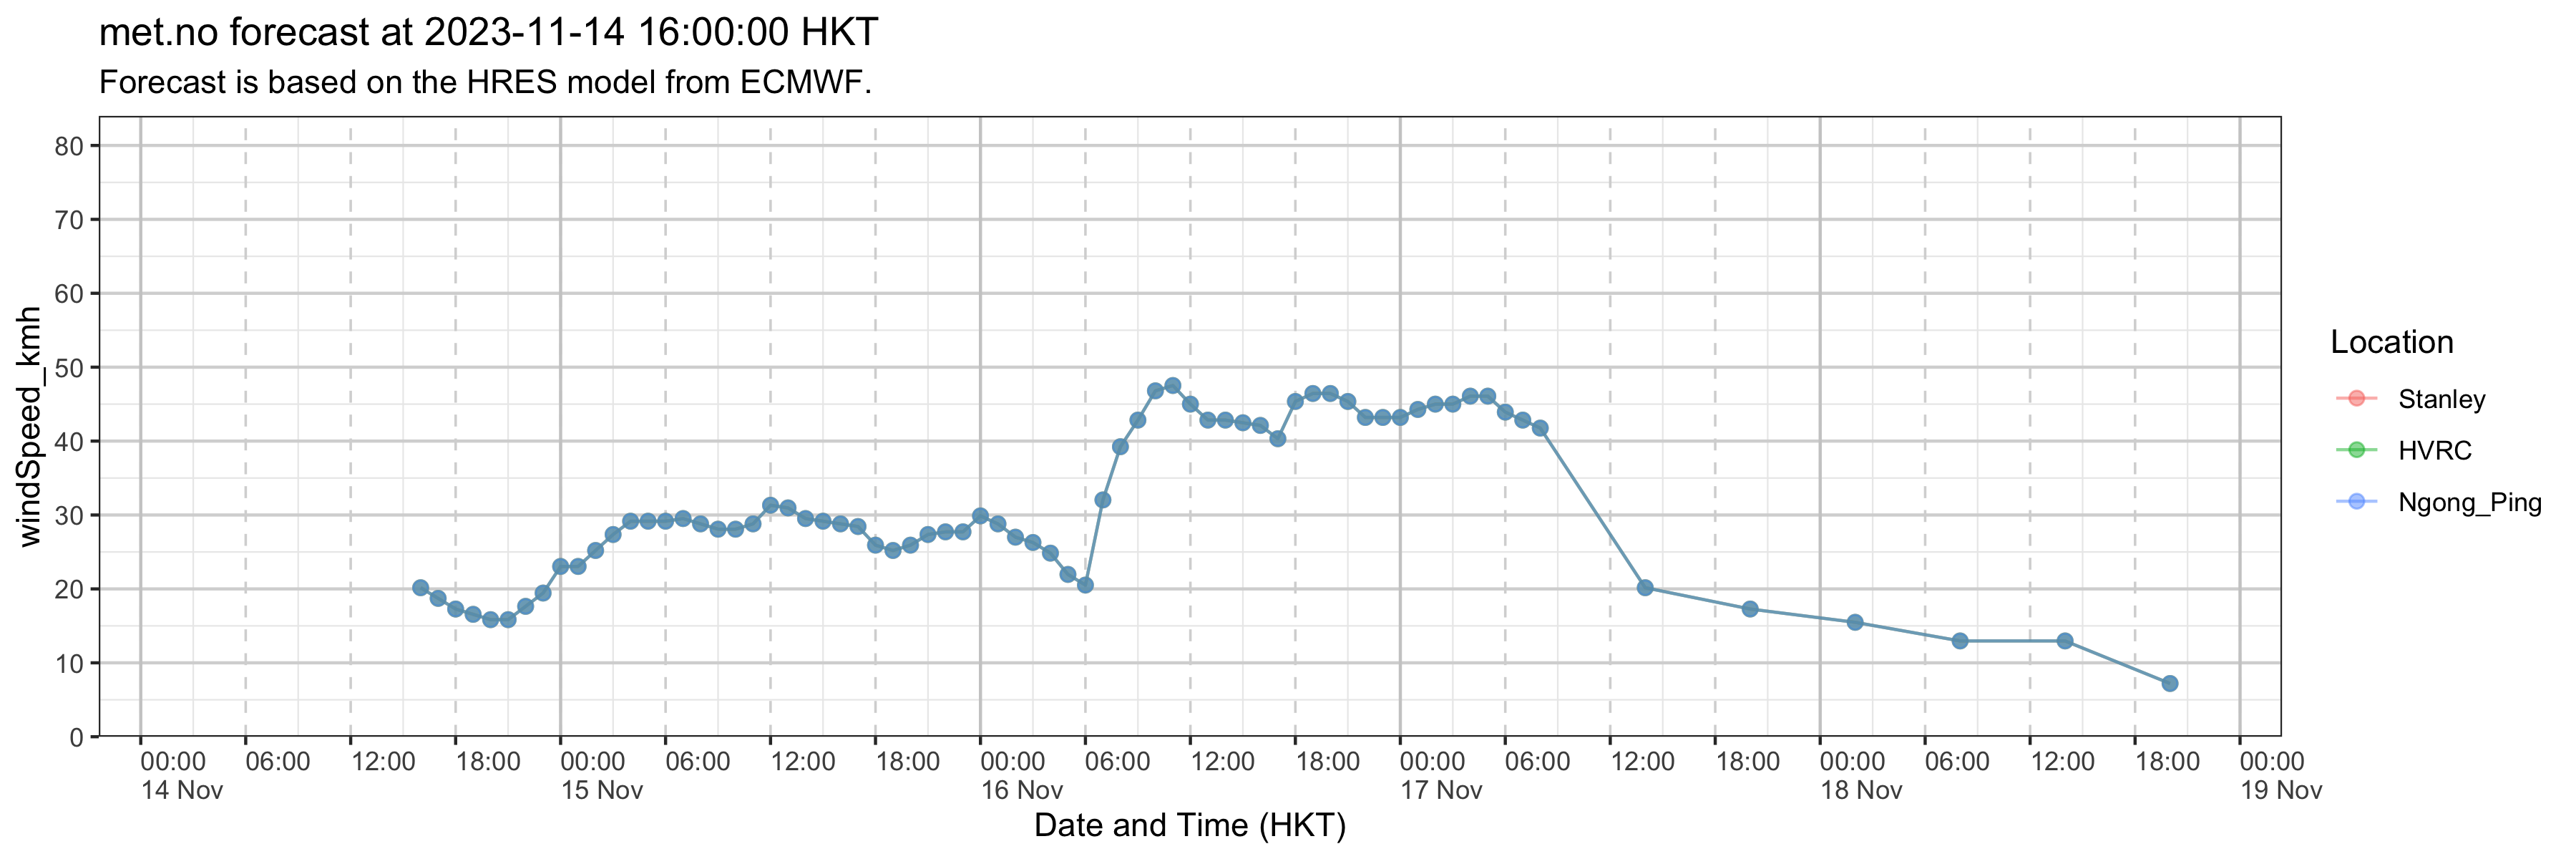 met.no forecast at 2023-11-14 16:00:00 HKT
Forecast is based on the HRES model from ECMWF.
windSpeed_kmh
80
70
60
50
40
30
20
10
0
00:00 06:00 12:00 18:00 00:00 06:00 12:00 18:00 00:00 06:00 12:00 18:00 00:00 06:00 12:00 18:00 00:00 06:00 12:00 18:00 00:00
14 Nov 15 Nov 16 Nov 17 Nov 18 Nov 19 Nov
Date and Time (HKT)
Location
Stanley
HVRC
Ngong_Ping